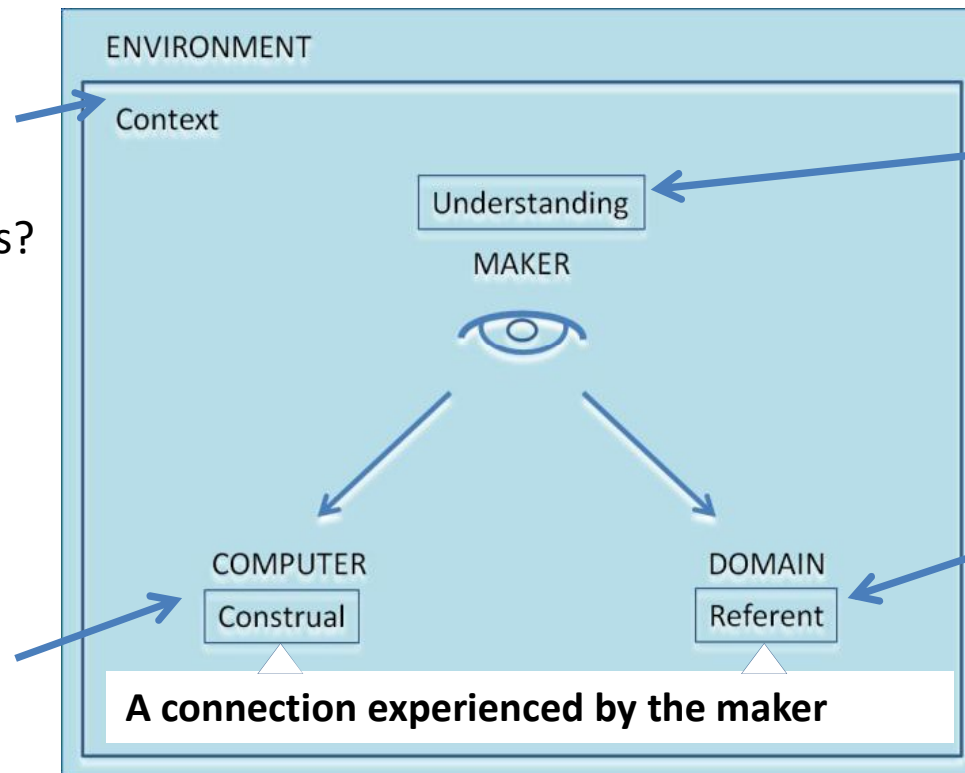 ENVIRONMENT
Context
s?
Understanding
MAKER
COMPUTER
DOMAIN
Construal
Referent
A connection experienced by the maker